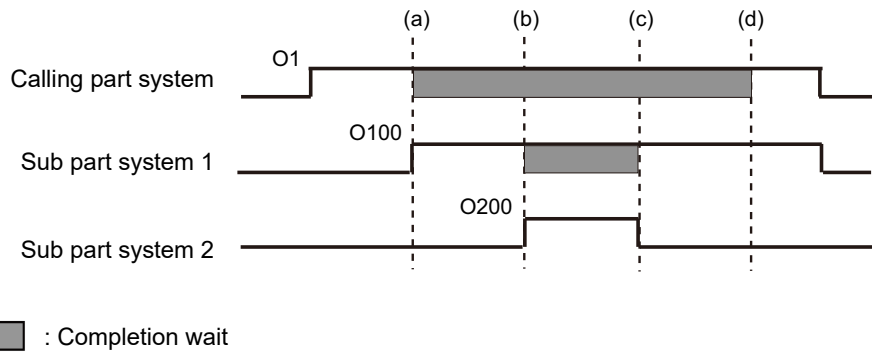 (a) (b) (c) (d)
O1
Calling part system
O100
Sub part system 1
O200
Sub part system 2
: Completion wait